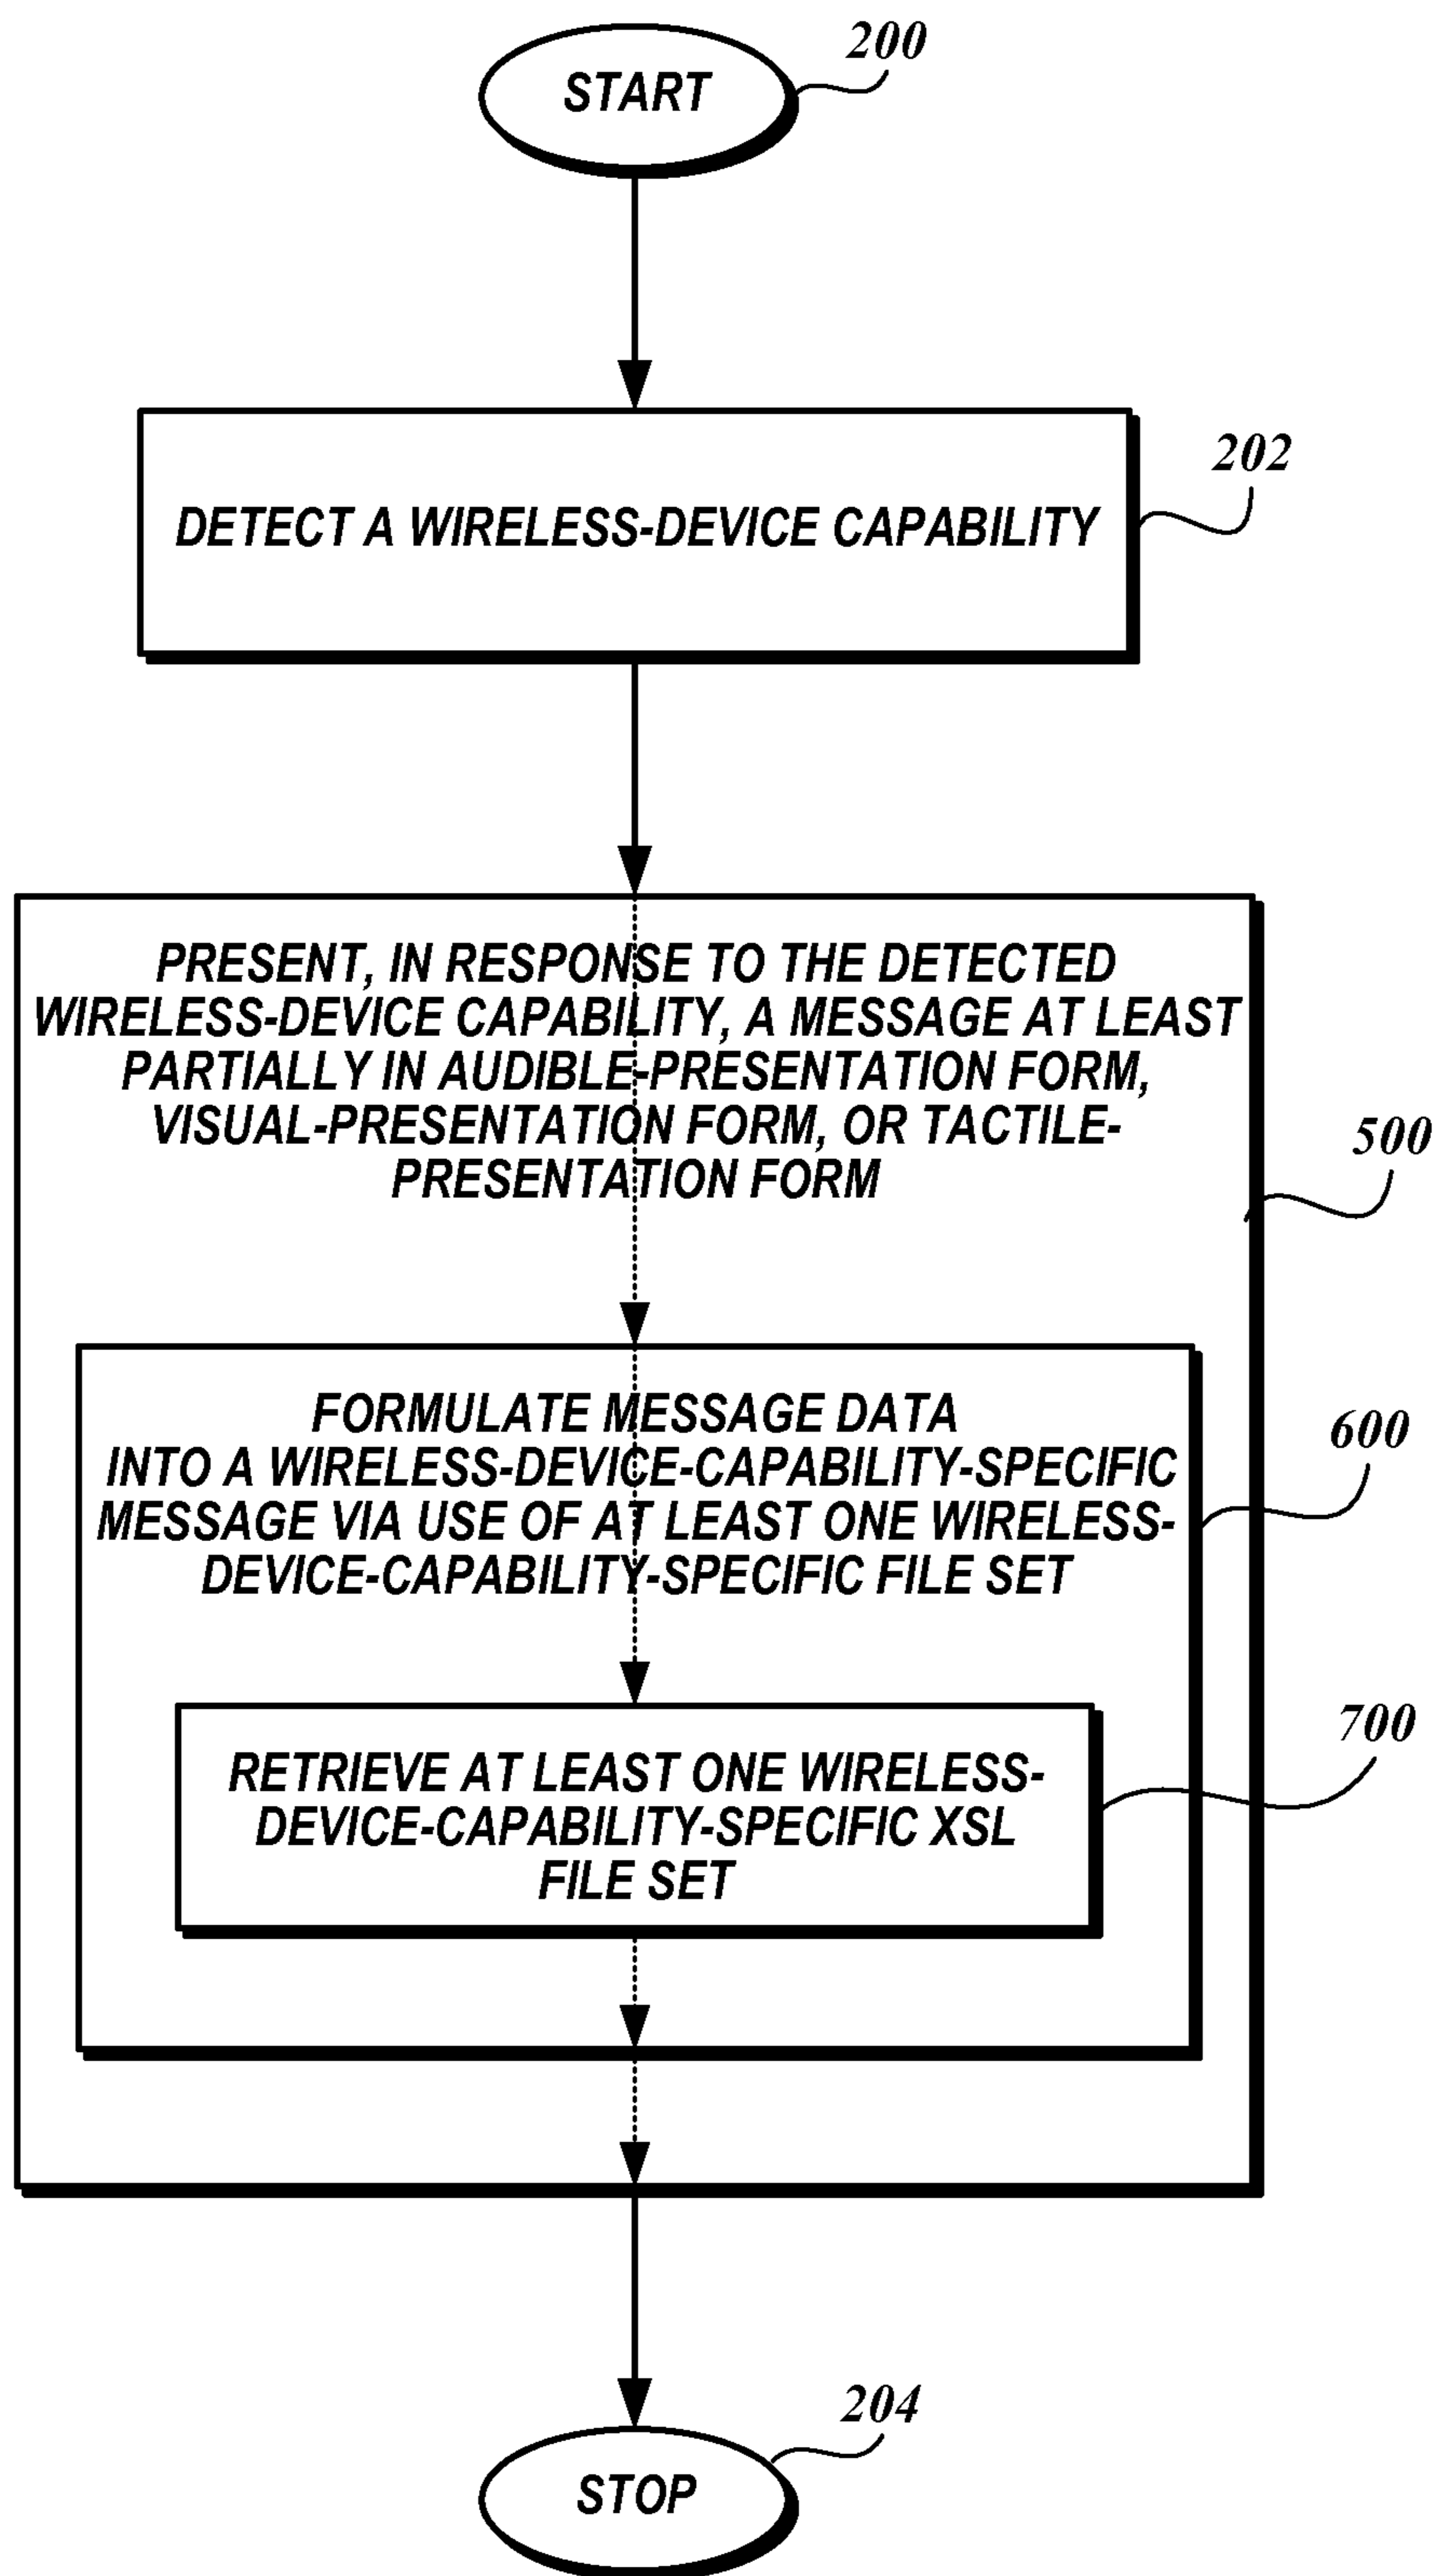 START
200
DETECT A WIRELESS-DEVICE CAPABILITY
202
PRESENT, IN RESPONSE TO THE DETECTED
WIRELESS-DEVICE CAPABILITY, A MESSAGE AT LEAST
PARTIALLY IN AUDIBLE-PRESENTATION FORM,
VISUAL-PRESENTATION FORM, OR TACTILE-
PRESENTATION FORM
500
FORMULATE MESSAGE DATA
INTO A WIRELESS-DEVICE-CAPABILITY-SPECIFIC
MESSAGE VIA USE OF AT LEAST ONE WIRELESS-
DEVICE-CAPABILITY-SPECIFIC FILE SET
600
RETRIEVE AT LEAST ONE WIRELESS-
DEVICE-CAPABILITY-SPECIFIC XSL
FILE SET
700
STOP
204